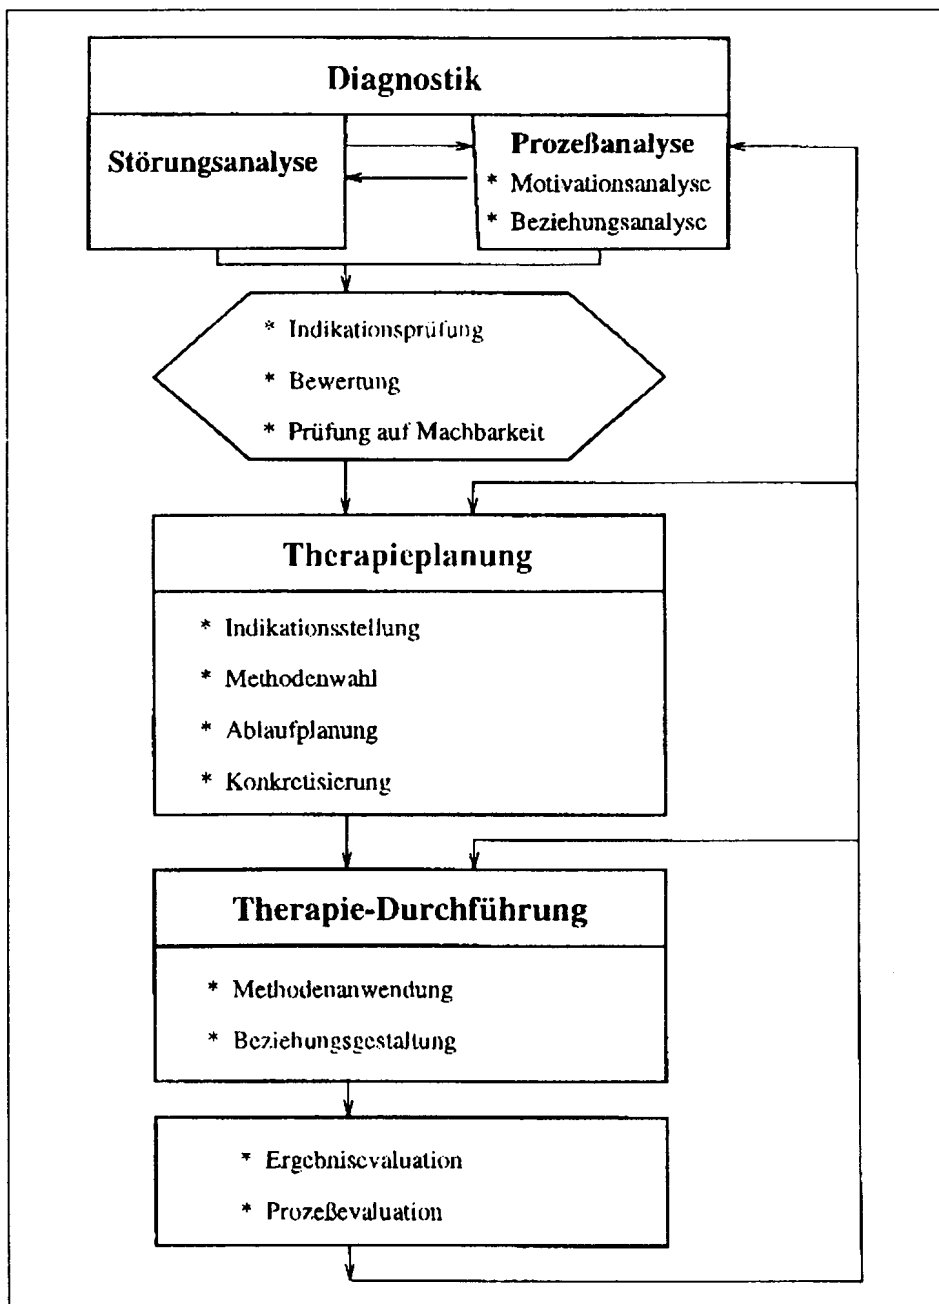 Diagnostik
Störungsanalyse
Prozeßanalyse
* Motivationsanalyse
* Beziehungsanalyse
* Indikationsprüfung
* Bewertung
* Prüfung auf Machbarkeit
Therapieplanung
* Indikationsstellung
* Methodenwahl
* Ablaufplanung
* Konkretisierung
Therapie-Durchführung
* Methodenanwendung
* Beziehungsgestaltung
* Ergebnisevaluation
* Prozeßevaluation